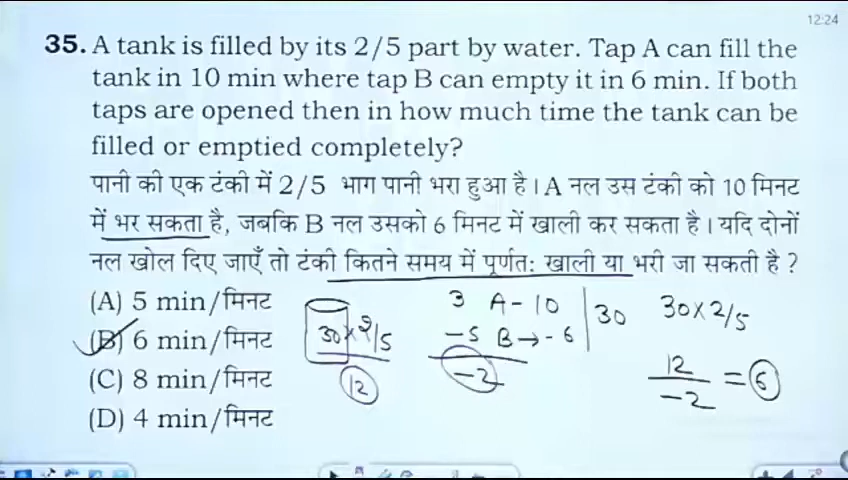 12:24
35. A tank is filled by its 2/5 part by water. Tap A can fill the
tank in 10 min where tap B can empty it in 6 min. If both
taps are opened then in how much time the tank can be
filled or emptied completely?
पानी की एक टंकी में 2/5 भाग पानी भरा हुआ है। A नल उस टंकी को 10 मिनट
में भर सकता है, जबकि B नल उसको 6 मिनट में खाली कर सकता है। यदि दोनों
नल खोल दिए जाएँ तो टंकी कितने समय में पूर्णतः खाली या भरी जा सकती है ?
(A) 5 min/मिनट
(B) 6 min/मिनट
(C) 8 min/मिनट
(D) 4 min/मिनट
30×2/5
12
3 A-10
-5 B→-6
30
-2
30×2/5
12
-2
= 6